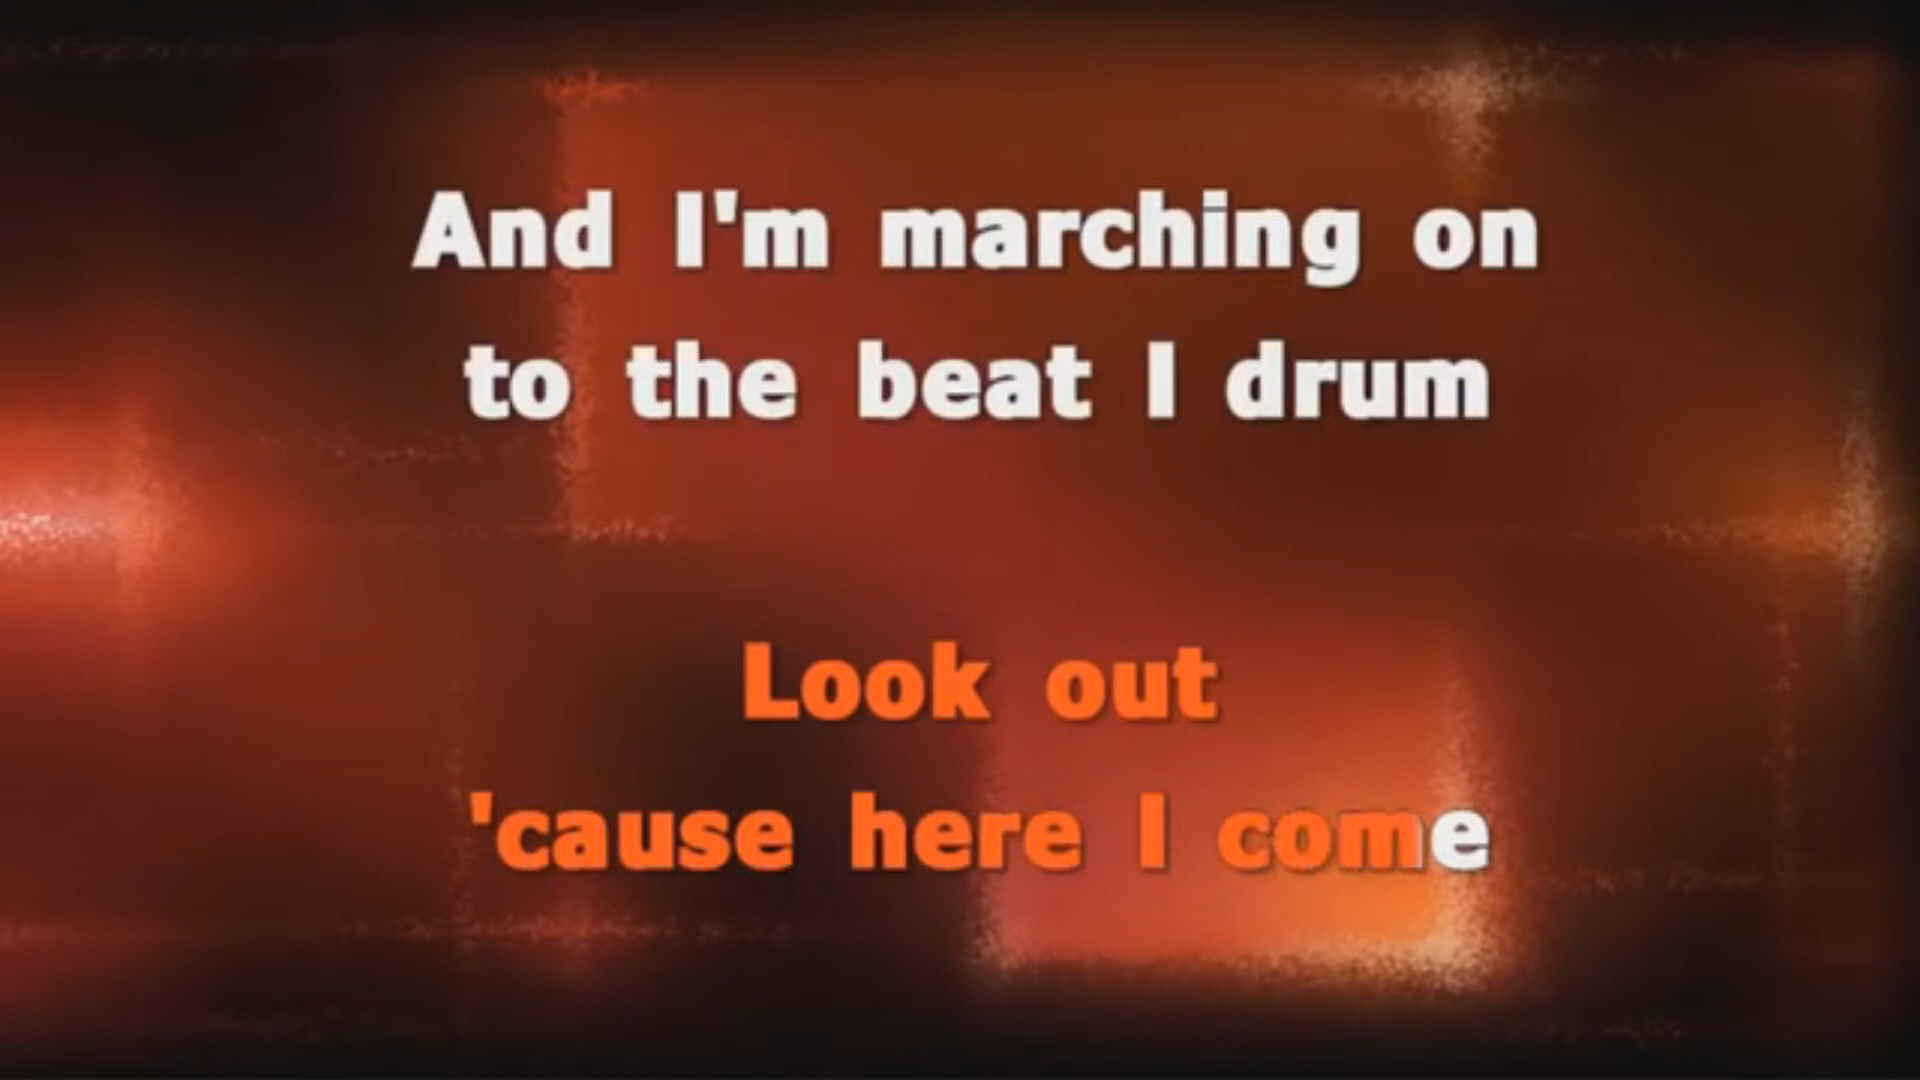 And I'm marching on
to the beat I drum
Look out
'cause here I come